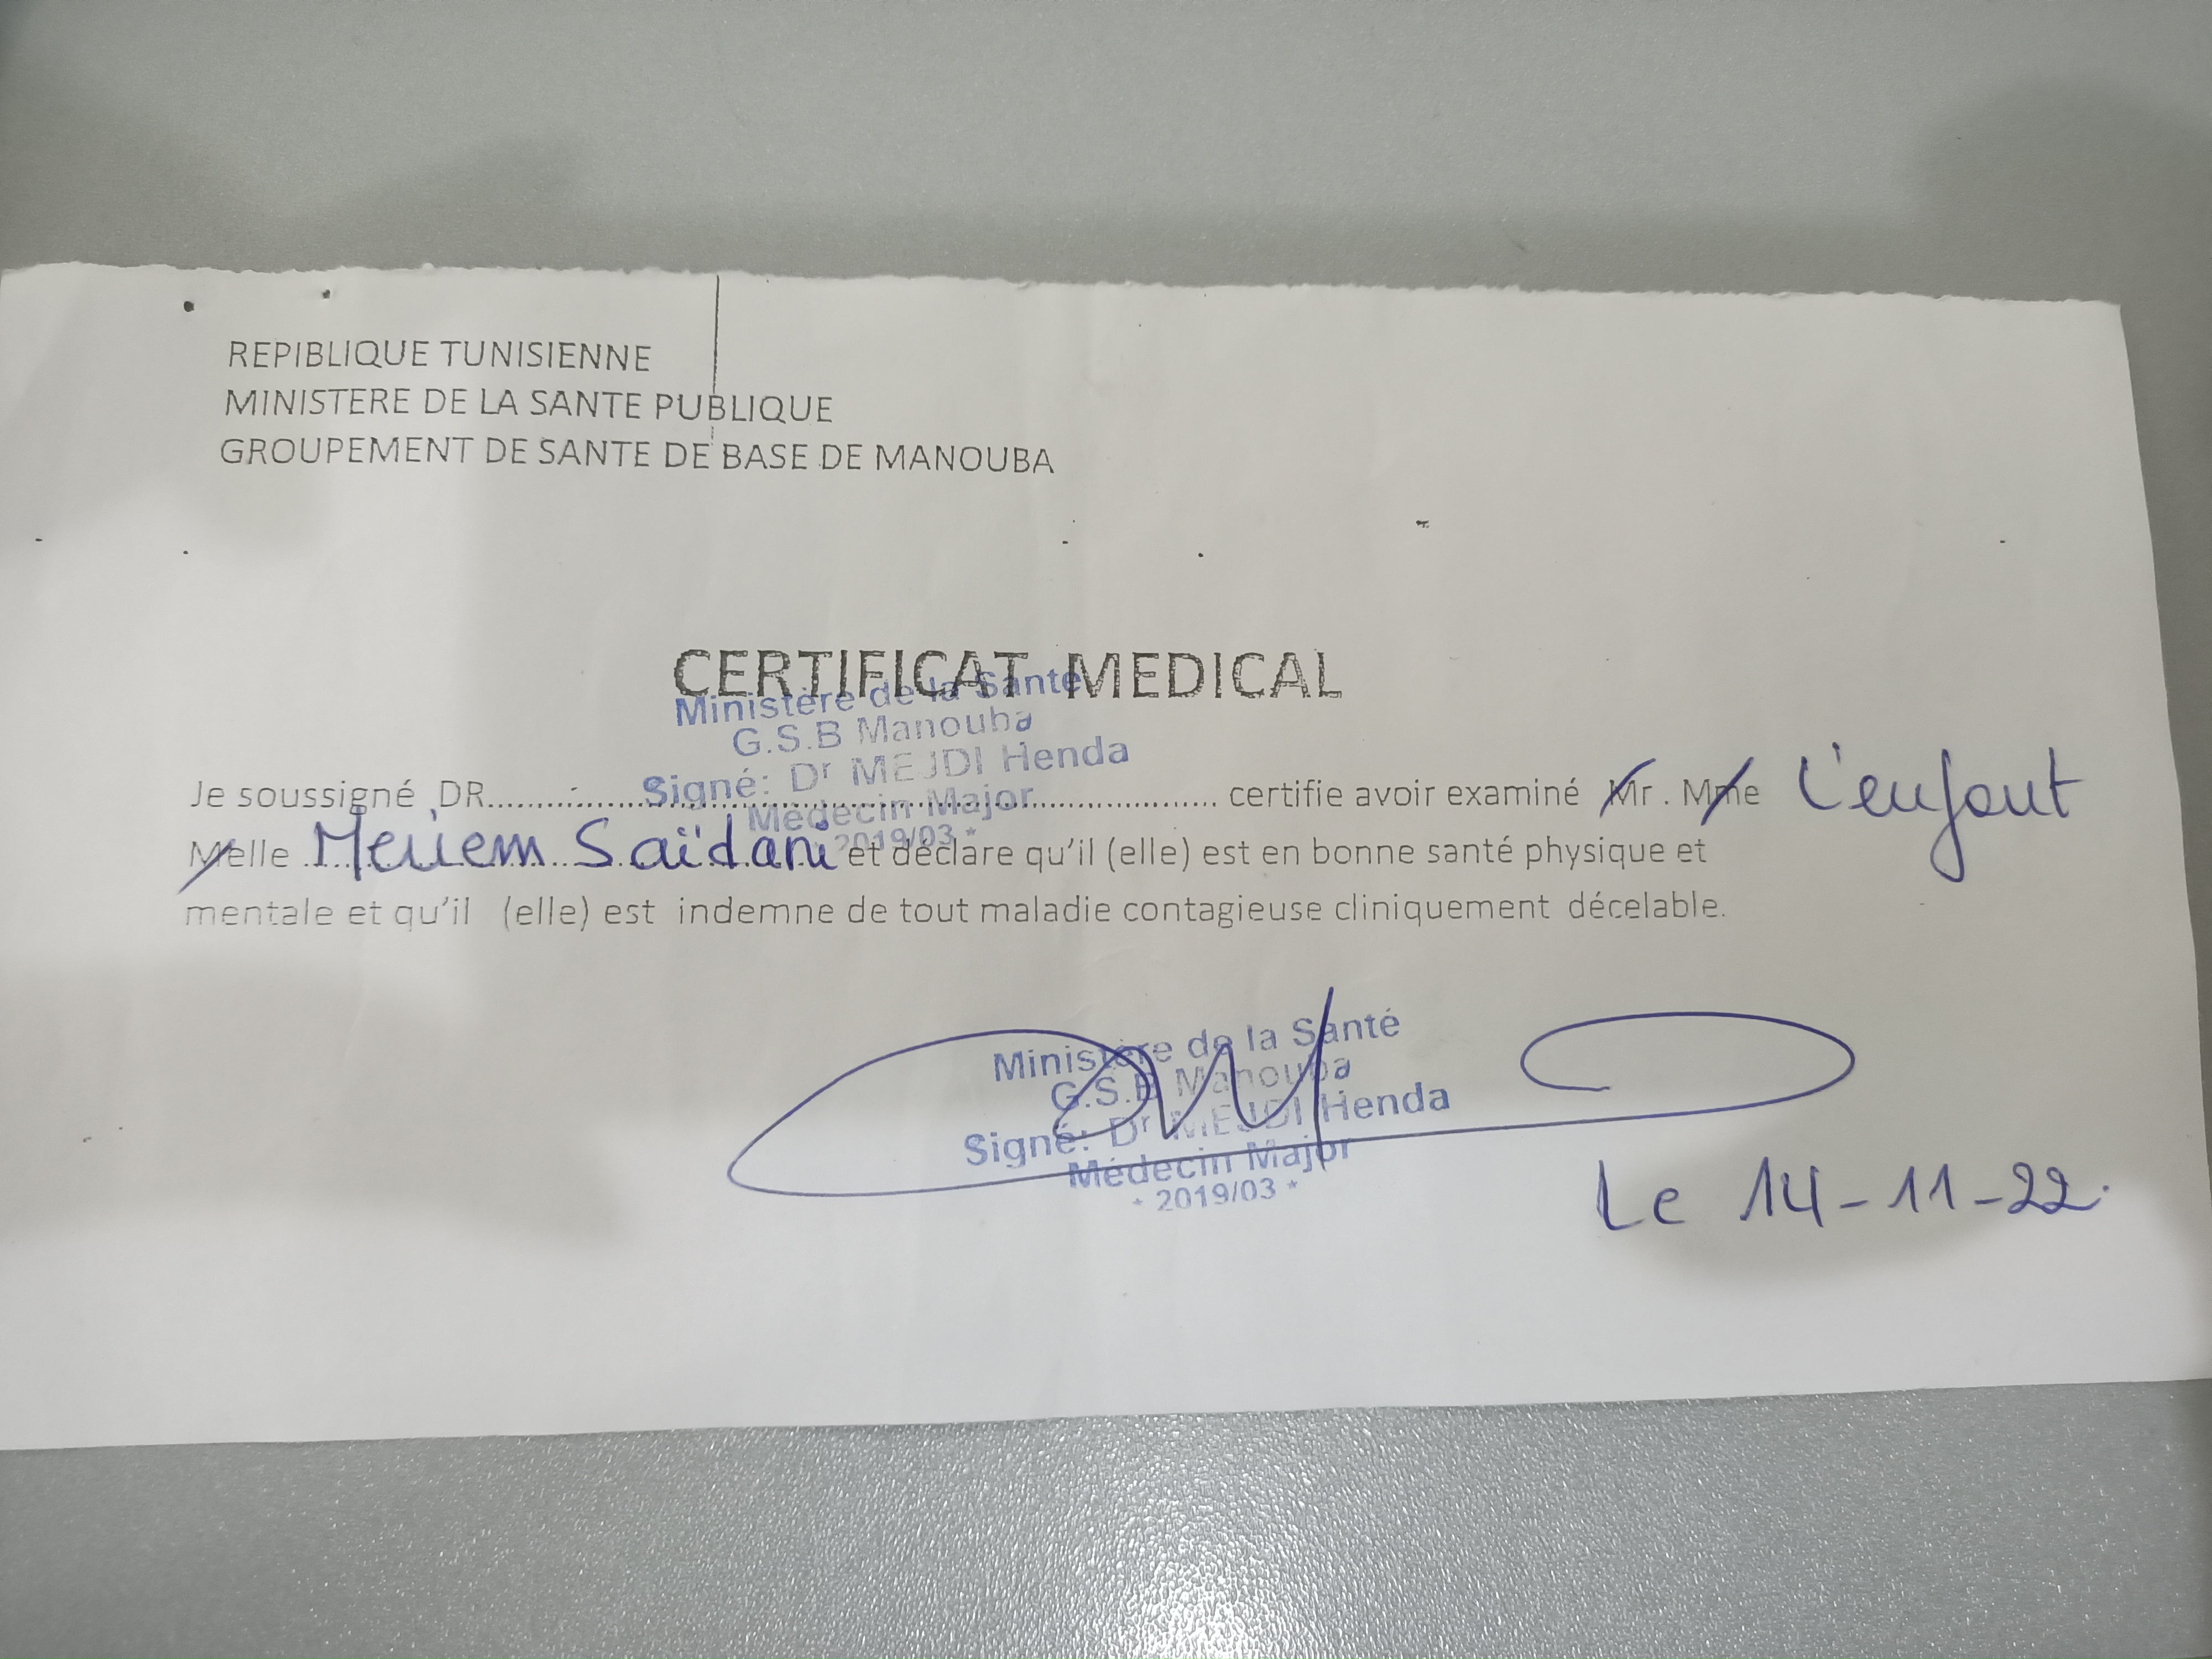 REPIBLIQUE TUNISIENNE
MINISTERE DE LA SANTE PUBLIQUE
GROUPEMENT DE SANTE DE BASE DE MANOUBA
CERTIFICAT MEDICAL
Ministère de la Santé
G.S.B Manouba
Signé: Dr MEJDI Henda
Médecin Major
* 2019/03 *
Je soussigné DR........................................ certifie avoir examiné Mr . Mme L'enfant
Melle Meriem Saïdani et déclare qu'il (elle) est en bonne santé physique et
mentale et qu'il (elle) est indemne de tout maladie contagieuse cliniquement décelable.
Ministère de la Santé
G.S.B Manouba
Signé: Dr MEJDI Henda
Médecin Major
* 2019/03 *
Le 14-11-22.